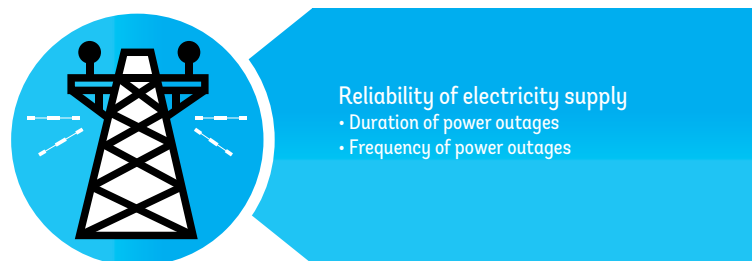 Reliability of electricity supply
• Duration of power outages
• Frequency of power outages